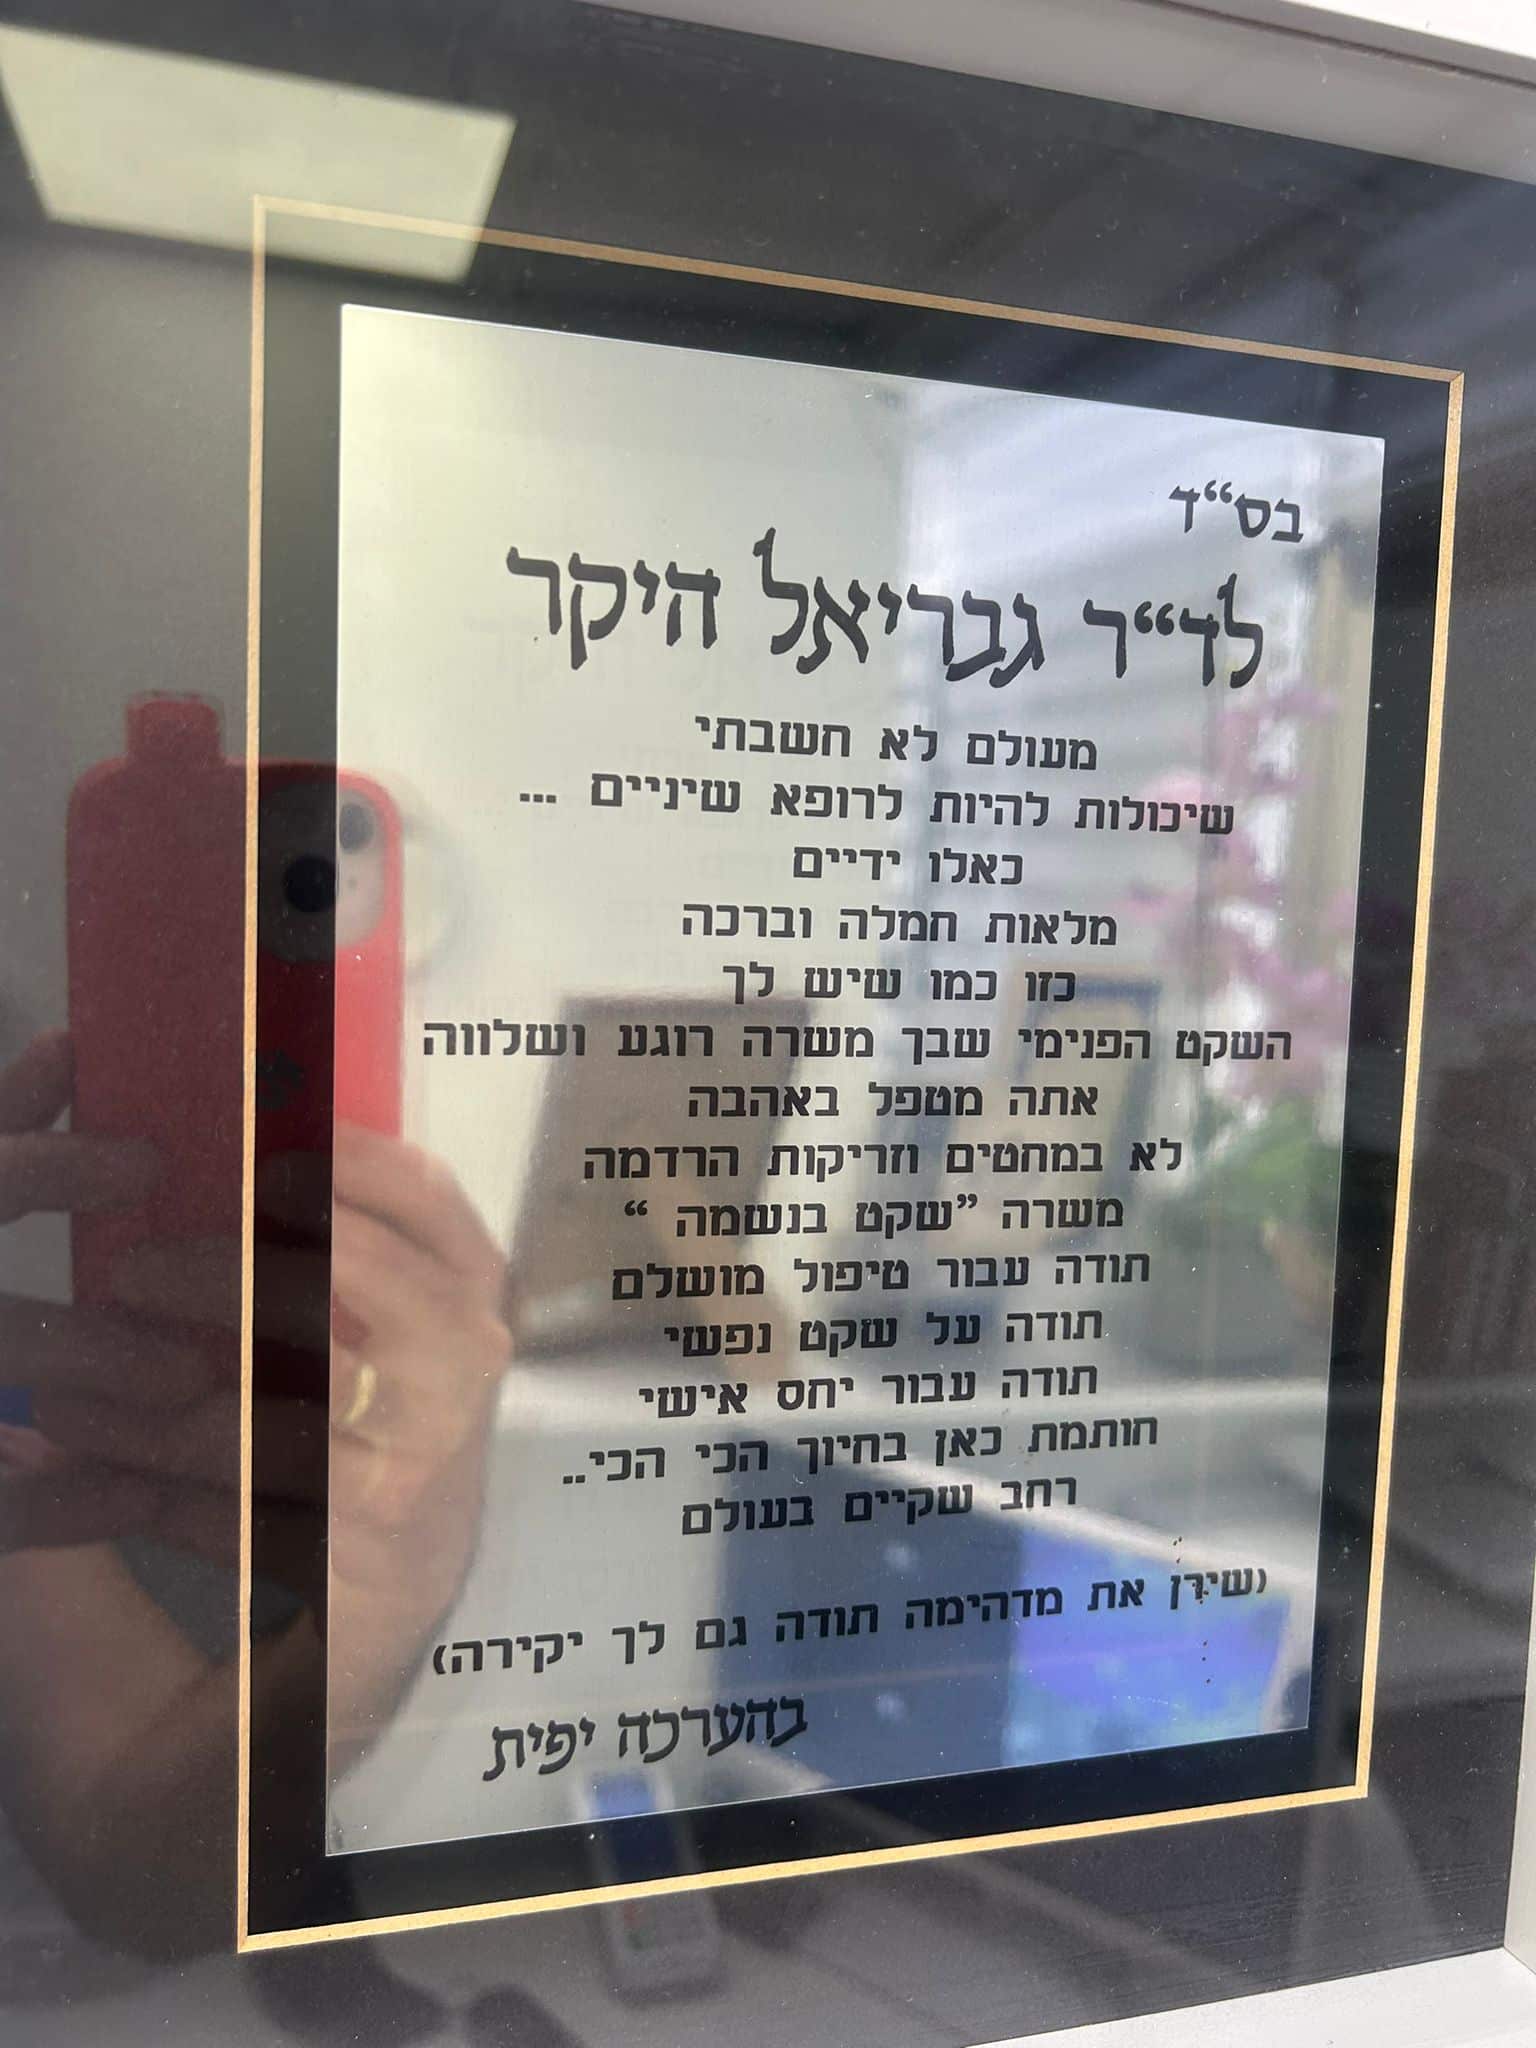 בס"ד
לד"ר גבריאל היקר
מעולם לא חשבתי
שיכולות להיות לרופא שיניים ...
כאלו ידיים
מלאות חמלה וברכה
כזו כמו שיש לך
השקט הפנימי שבך משרה רוגע ושלווה
אתה מטפל באהבה
לא במחטים וזריקות הרדמה
משרה ”שקט בנשמה “
תודה עבור טיפול מושלם
תודה על שקט נפשי
תודה עבור יחס אישי
חותמת כאן בחיוך הכי הכי..
רחב שקיים בעולם
(שירן את מדהימה תודה גם לך יקירה)
בהערכה יפית